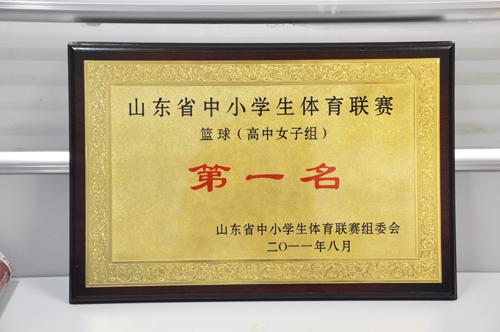 山东省中小学生体育联赛
篮球（高中女子组）
第一名
山东省中小学生体育联赛组委会
二〇一一年八月